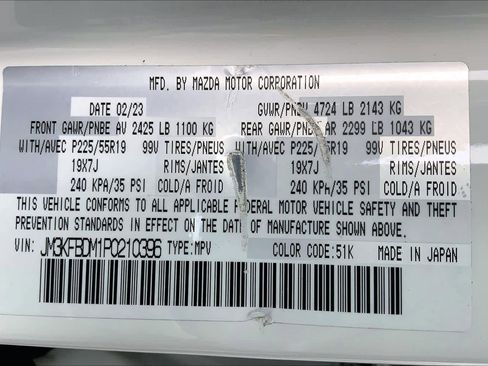 MFD. BY MAZDA MOTOR CORPORATION
DATE 02/23 GVWR/PNBV 4724 LB 2143 KG
FRONT GAWR/PNBE AV 2425 LB 1100 KG REAR GAWR/PNBE AR 2299 LB 1043 KG
WITH/AVEC P225/55R19 99V TIRES/PNEUS WITH/AVEC P225/55R19 99V TIRES/PNEUS
19X7J RIMS/JANTES 19X7J RIMS/JANTES
240 KPA/35 PSI COLD/A FROID 240 KPA/35 PSI COLD/A FROID
THIS VEHICLE CONFORMS TO ALL APPLICABLE FEDERAL MOTOR VEHICLE SAFETY AND THEFT
PREVENTION STANDARDS IN EFFECT ON THE DATE OF MANUFACTURE SHOWN ABOVE.
VIN: JM3KFBDM1P0210396 TYPE:MPV COLOR CODE:51K MADE IN JAPAN